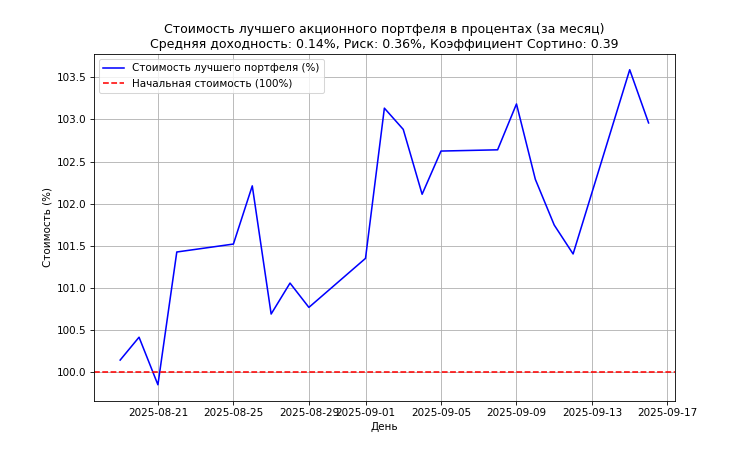 Стоимость лучшего акционного портфеля в процентах (за месяц)
Средняя доходность: 0.14%, Риск: 0.36%, Коэффициент Сортино: 0.39
Стоимость лучшего портфеля (%)
Начальная стоимость (100%)
Стоимость (%)
103.5
103.0
102.5
102.0
101.5
101.0
100.5
100.0
2025-08-21
2025-08-25
2025-08-29
2025-09-01
2025-09-05
2025-09-09
2025-09-13
2025-09-17
День